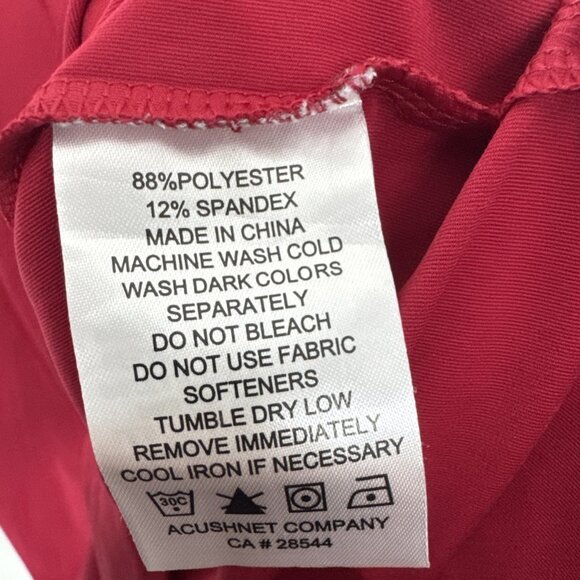 88%POLYESTER
12% SPANDEX
MADE IN CHINA
MACHINE WASH COLD
WASH DARK COLORS
SEPARATELY
DO NOT BLEACH
DO NOT USE FABRIC
SOFTENERS
TUMBLE DRY LOW
REMOVE IMMEDIATELY
COOL IRON IF NECESSARY
30C
ACUSHNET COMPANY
CA # 28544